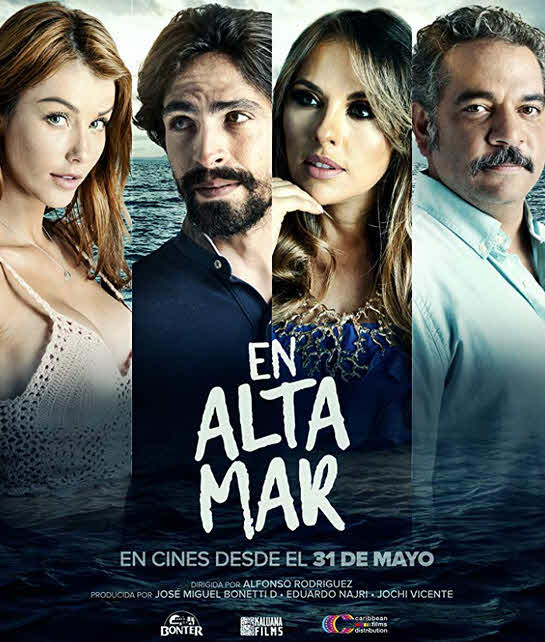 EN
ALTA
MAR
EN CINES DESDE EL 31 DE MAYO
DIRIGIDA POR ALFONSO RODRIGUEZ
PRODUCIDA POR JOSÉ MIGUEL BONETTI D • EDUARDO NAJRI • JOCHI VICENTE
BONTER
KALUANA
FILMS
caribbean
films
distribution